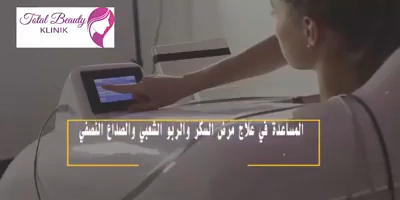 Total Beauty
KLINIK
المساعدة في علاج مرض السكر والربو الشعبي والصداع النصفي